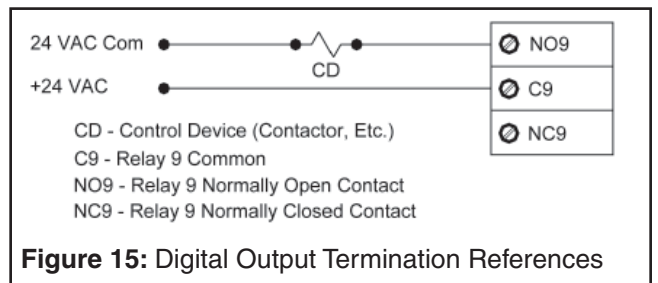 24 VAC Com
NO9
CD
+24 VAC
C9
NC9
CD - Control Device (Contactor, Etc.)
C9 - Relay 9 Common
NO9 - Relay 9 Normally Open Contact
NC9 - Relay 9 Normally Closed Contact
Figure 15: Digital Output Termination References